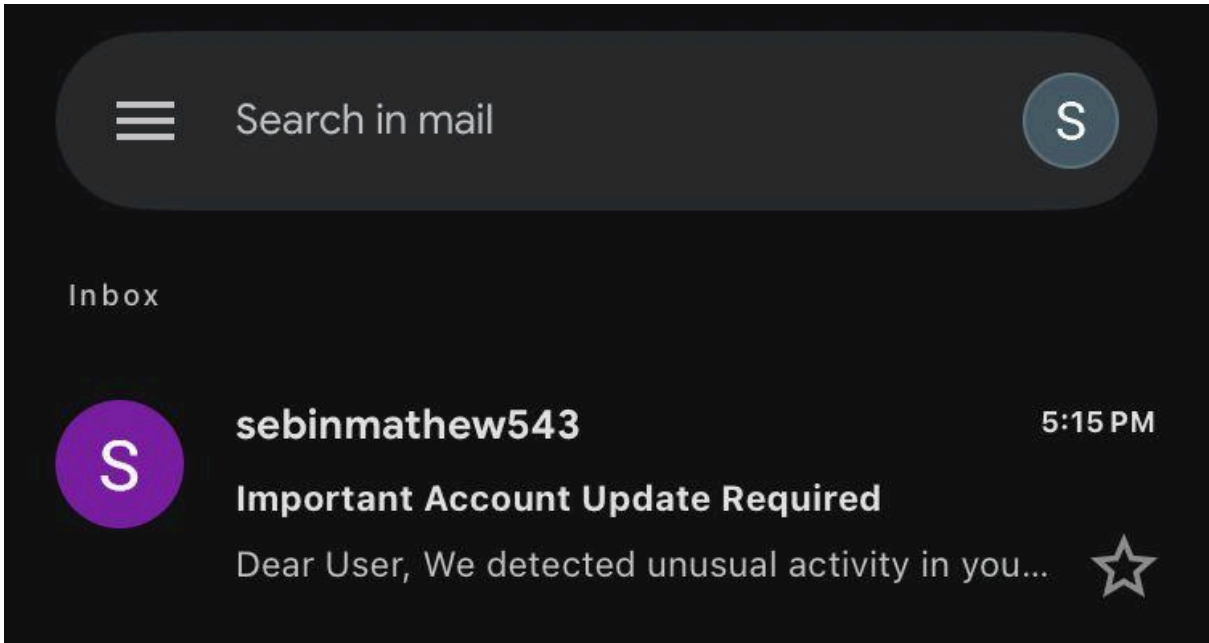 Search in mail
S
Inbox
S
sebinmathew543
5:15 PM
Important Account Update Required
Dear User, We detected unusual activity in you...